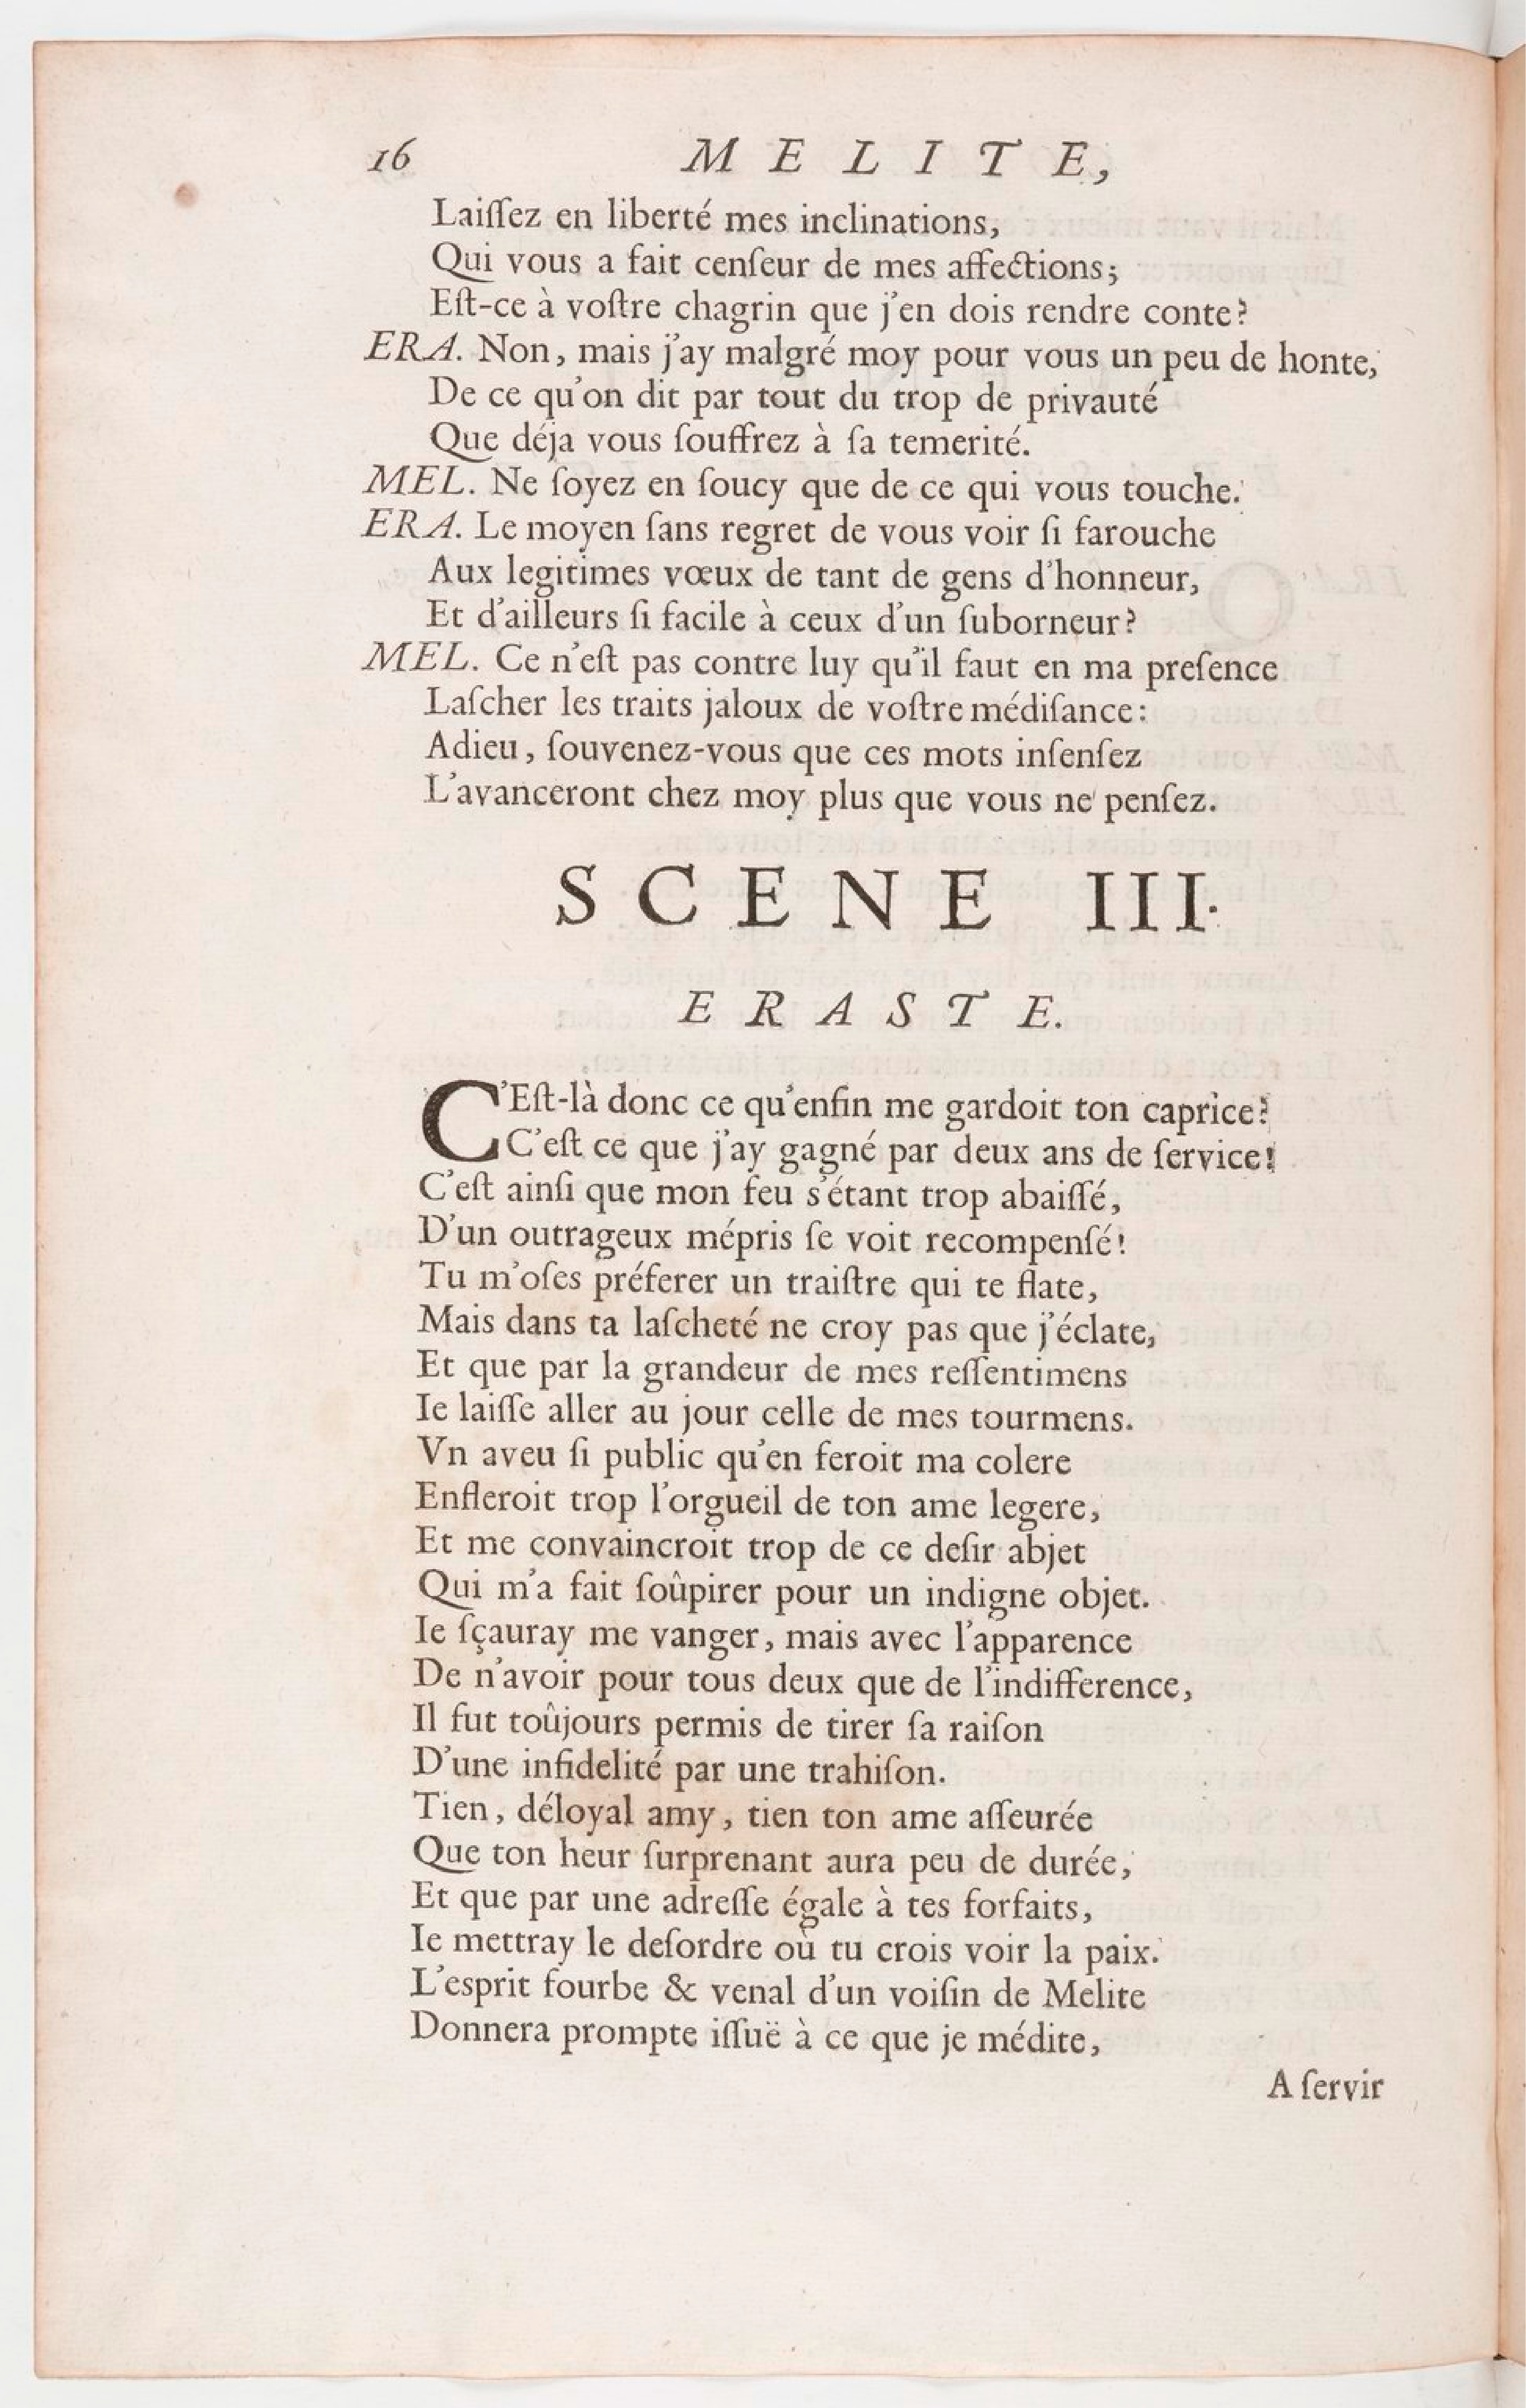 16 MELITE,
Laiſſez en liberté mes inclinations,
Qui vous a fait cenſeur de mes affections;
Eſt-ce à voſtre chagrin que j'en dois rendre conte?
ERA. Non, mais j'ay malgré moy pour vous un peu de honte,
De ce qu'on dit par tout du trop de privauté
Que déja vous ſouffrez à ſa temerité.
MEL. Ne ſoyez en ſoucy que de ce qui vous touche.
ERA. Le moyen ſans regret de vous voir ſi farouche
Aux legitimes vœux de tant de gens d'honneur,
Et d'ailleurs ſi facile à ceux d'un ſuborneur?
MEL. Ce n'eſt pas contre luy qu'il faut en ma preſence
Laſcher les traits jaloux de voſtre médiſance:
Adieu, ſouvenez-vous que ces mots inſenſez
L'avanceront chez moy plus que vous ne penſez.
SCENE III.
ERASTE.
C'Eſt-là donc ce qu'enfin me gardoit ton caprice?
C'eſt ce que j'ay gagné par deux ans de ſervice!
C'eſt ainſi que mon feu s'étant trop abaiſſé,
D'un outrageux mépris ſe voit recompenſé!
Tu m'oſes préferer un traiſtre qui te flate,
Mais dans ta laſcheté ne croy pas que j'éclate,
Et que par la grandeur de mes reſſentimens
Ie laiſſe aller au jour celle de mes tourmens.
Vn aveu ſi public qu'en feroit ma colere
Enfleroit trop l'orgueil de ton ame legere,
Et me convaincroit trop de ce deſir abjet
Qui m'a fait ſoûpirer pour un indigne objet.
Ie ſçauray me vanger, mais avec l'apparence
De n'avoir pour tous deux que de l'indifference,
Il fut toûjours permis de tirer ſa raiſon
D'une infidelité par une trahiſon.
Tien, déloyal amy, tien ton ame aſſeurée
Que ton heur ſurprenant aura peu de durée,
Et que par une adreſſe égale à tes forfaits,
Ie mettray le deſordre où tu crois voir la paix.
L'esprit fourbe & venal d'un voiſin de Melite
Donnera prompte iſſuë à ce que je médite,
A ſervir